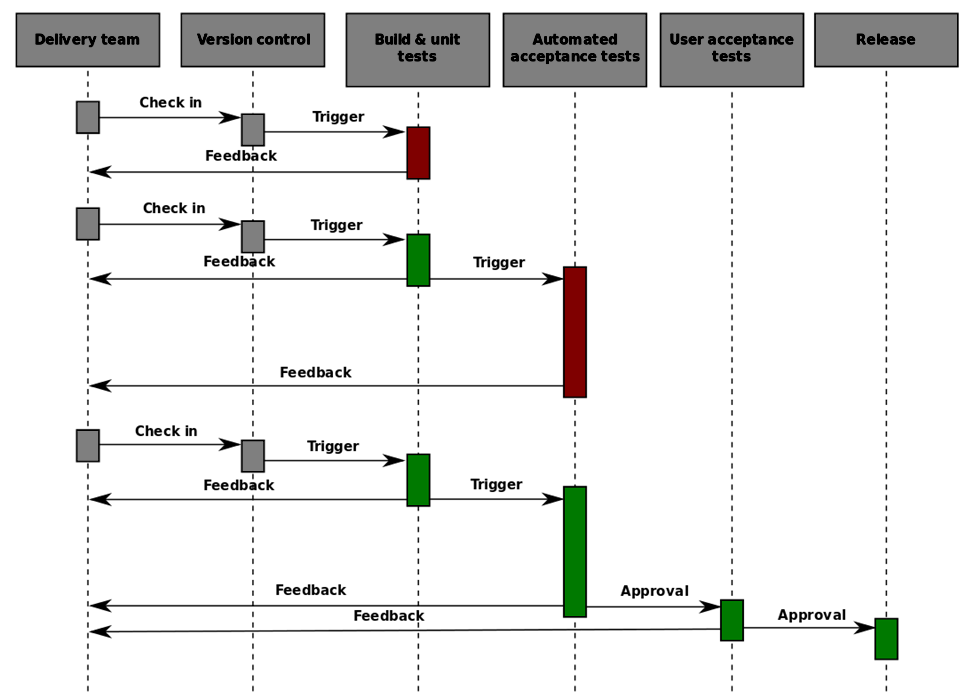 Delivery team
Version control
Build & unit
tests
Automated
acceptance tests
User acceptance
tests
Release
Check in
Trigger
Feedback
Check in
Trigger
Feedback
Trigger
Feedback
Check in
Trigger
Feedback
Trigger
Feedback
Approval
Feedback
Approval